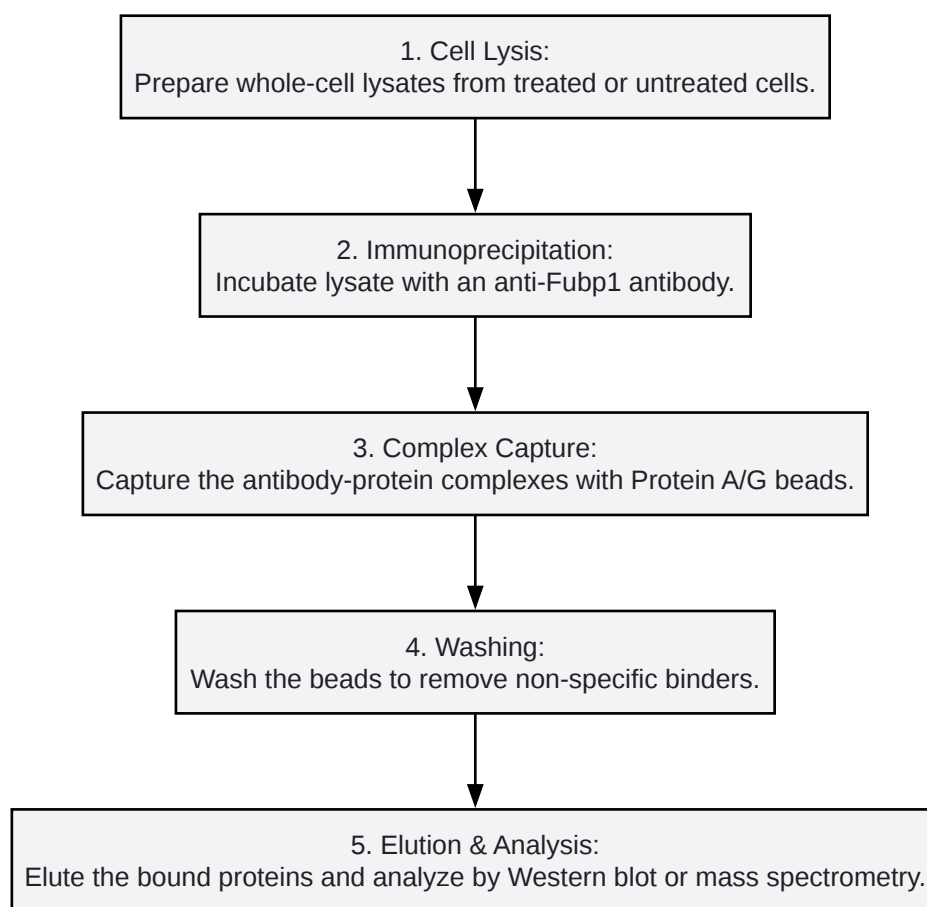 1. Cell Lysis:
Prepare whole-cell lysates from treated or untreated cells.
2. Immunoprecipitation:
Incubate lysate with an anti-Fubp1 antibody.
3. Complex Capture:
Capture the antibody-protein complexes with Protein A/G beads.
4. Washing:
Wash the beads to remove non-specific binders.
5. Elution & Analysis:
Elute the bound proteins and analyze by Western blot or mass spectrometry.